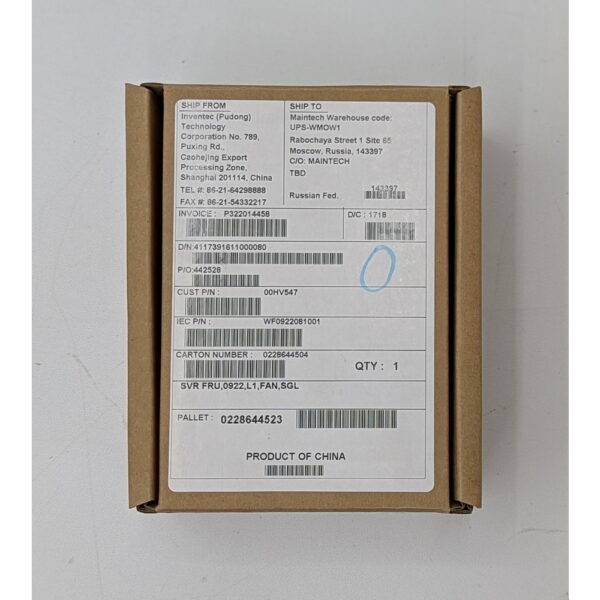 SHIP FROM
Inventec (Pudong)
Technology
Corporation No. 789,
Puxing Rd.,
Caohejing Export
Processing Zone,
Shanghai 201114, China
TEL #: 86-21-64298888
FAX #: 86-21-54332217
SHIP TO
Maintech Warehouse code:
UPS-WMOW1
Rabochaya Street 1 Site 65
Moscow, Russia, 143397
C/O: MAINTECH
TBD
Russian Fed.
143397
INVOICE : P322014458
D/C : 1718
D/N:4117391611000080
P/O:442528
CUST P/N : 00HV547
IEC P/N : WF0922081001
CARTON NUMBER : 0228644504
QTY : 1
SVR FRU,0922,L1,FAN,SGL
PALLET : 0228644523
PRODUCT OF CHINA